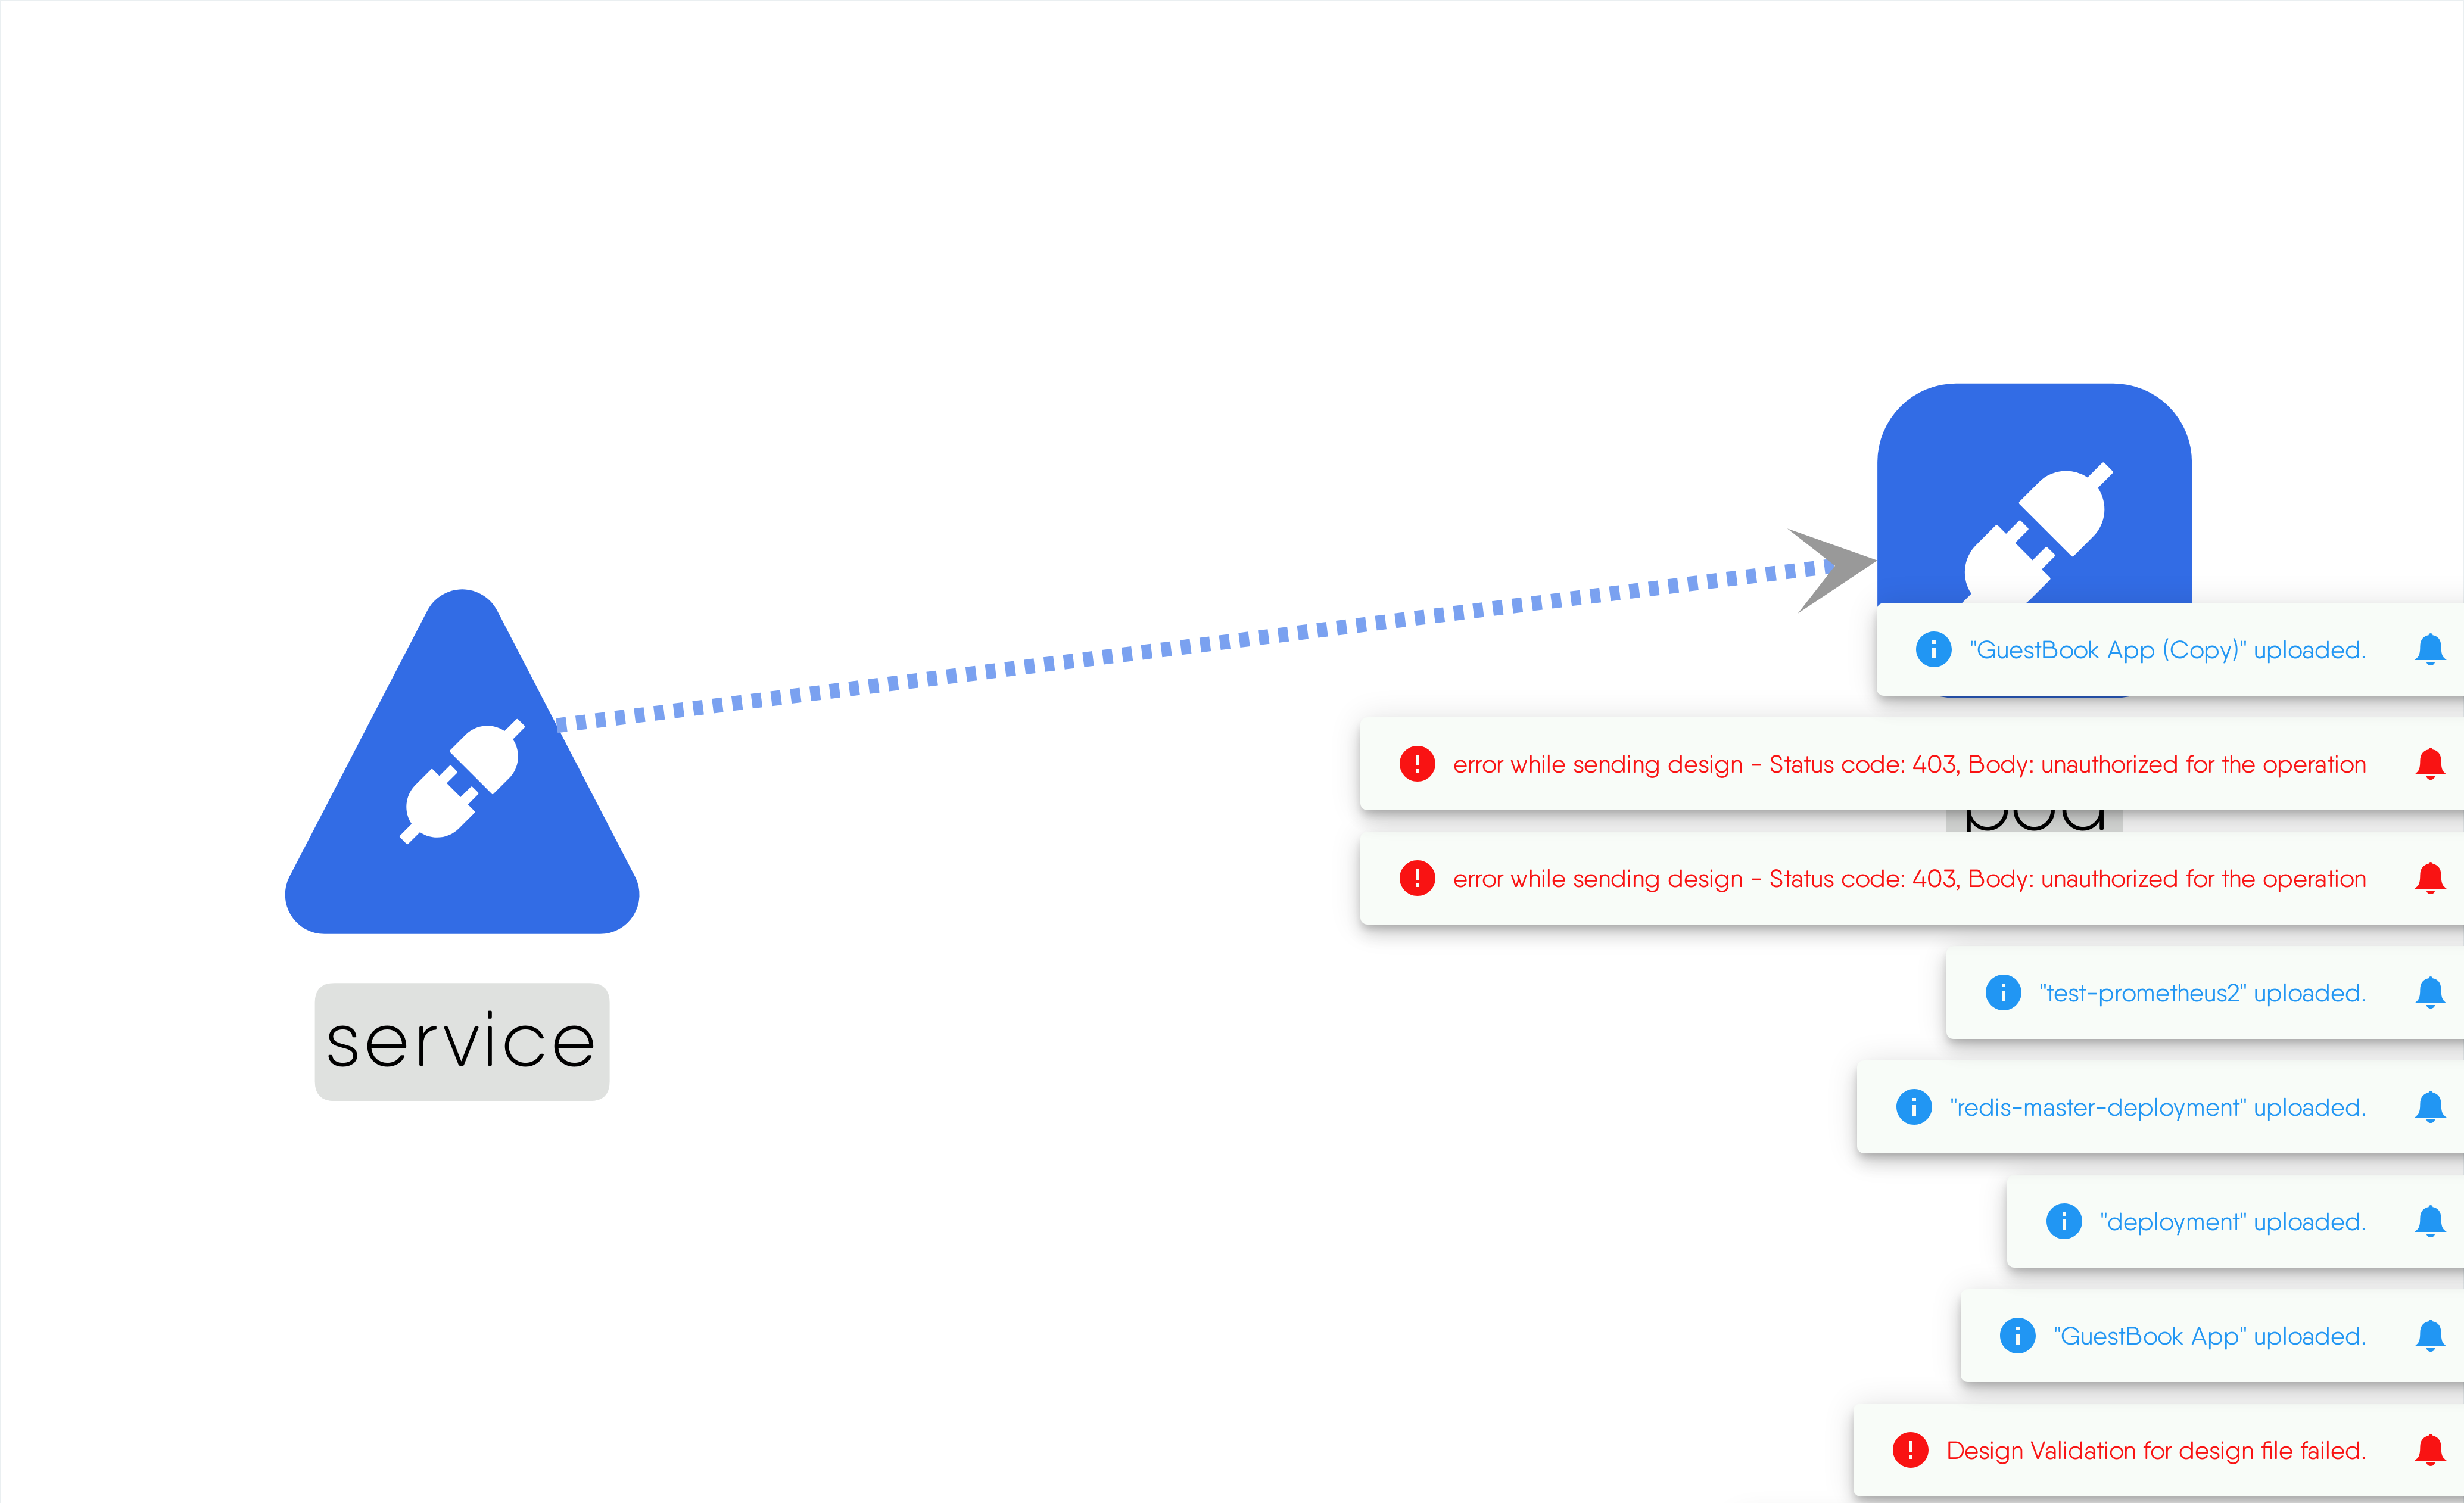 "GuestBook App (Copy)" uploaded.
error while sending design - Status code: 403, Body: unauthorized for the operation
pod
error while sending design - Status code: 403, Body: unauthorized for the operation
"test-prometheus2" uploaded.
service
"redis-master-deployment" uploaded.
"deployment" uploaded.
"GuestBook App" uploaded.
Design Validation for design file failed.